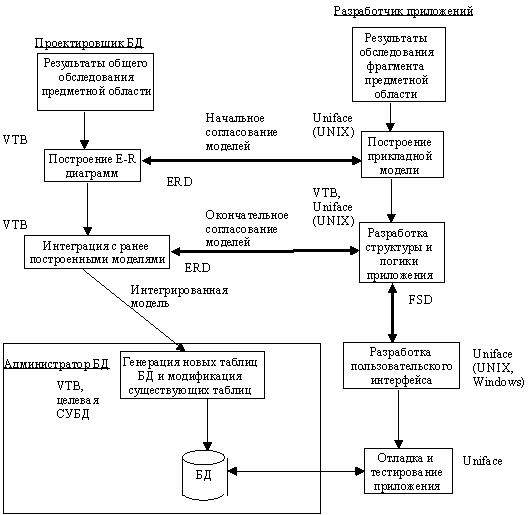 Разработчик приложений
Проектировшик БД
Результаты общего
обследования
предметной области
Результаты
обследования
фрагмента
предметной
области
VTB
Начальное
согласование
моделей
Uniface
(UNIX)
Построение E-R
диаграмм
Построение
прикладной
модели
ERD
VTB
Окончательное
согласование
моделей
VTB,
Uniface
(UNIX)
Интеграция с ранее
построенными моделями
Разработка
структуры и
логики
приложения
ERD
Интегрированная
модель
FSD
Администратор БД
VTB,
целевая
СУБД
Генерация новых таблиц
БД и модификация
существующих таблиц
Разработка
пользовательского
интерфейса
Uniface
(UNIX,
Windows)
БД
Отладка и
тестирование
приложения
Uniface